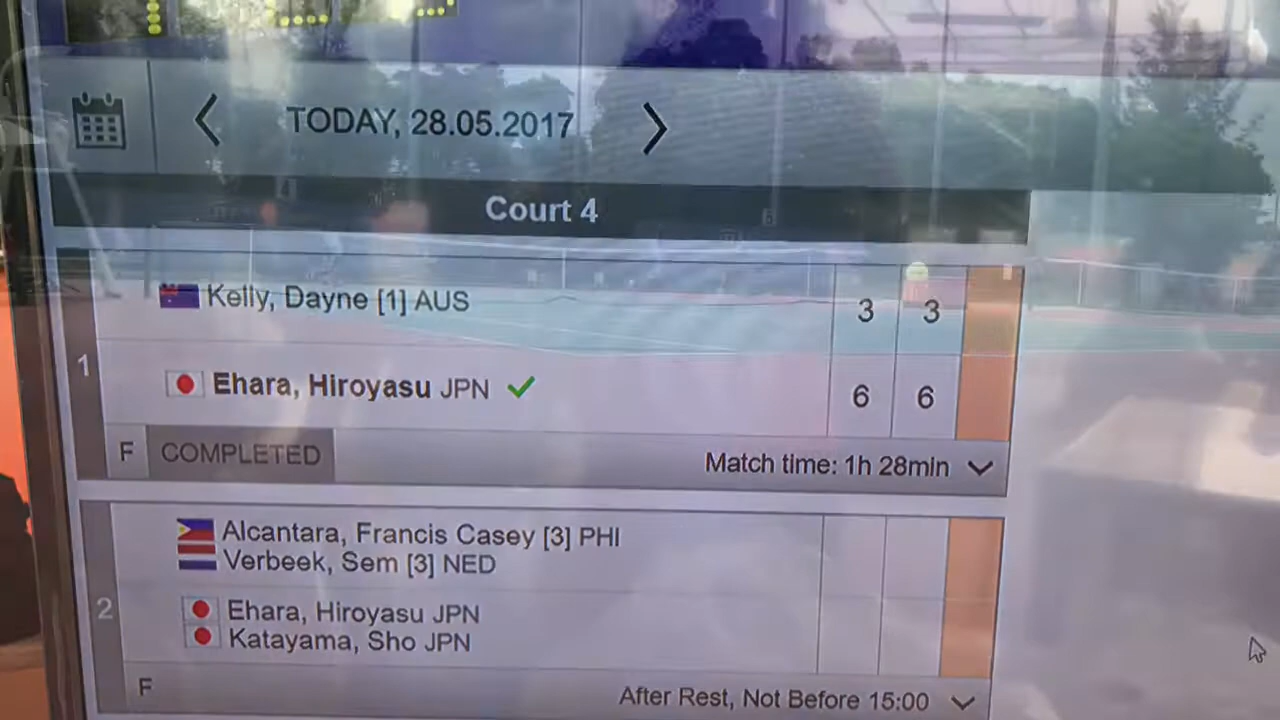 TODAY, 28.05.2017
Court 4
1
Kelly, Dayne [1] AUS 3 3
Ehara, Hiroyasu JPN 6 6
F COMPLETED Match time: 1h 28min
2
Alcantara, Francis Casey [3] PHI
Verbeek, Sem [3] NED
Ehara, Hiroyasu JPN
Katayama, Sho JPN
F After Rest, Not Before 15:00